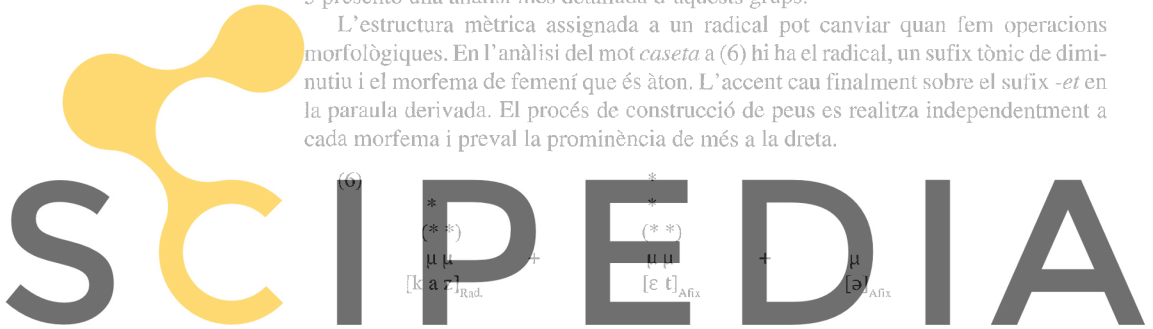 5 presento una anàlisi més detallada d'aquests grups.
L'estructura mètrica assignada a un radical pot canviar quan fem operacions
morfològiques. En l'anàlisi del mot caseta a (6) hi ha el radical, un sufix tònic de dimi-
nutiu i el morfema de femení que és àton. L'accent cau finalment sobre el sufix -et en
la paraula derivada. El procés de construcció de peus es realitza independentment a
cada morfema i preval la prominència de més a la dreta.
(6) *
* *
(* *) (* *)
μ μ + μ μ + μ
[k a z]Rad. [ɛ t]Afix [ə]Afix
SCIPEDIA